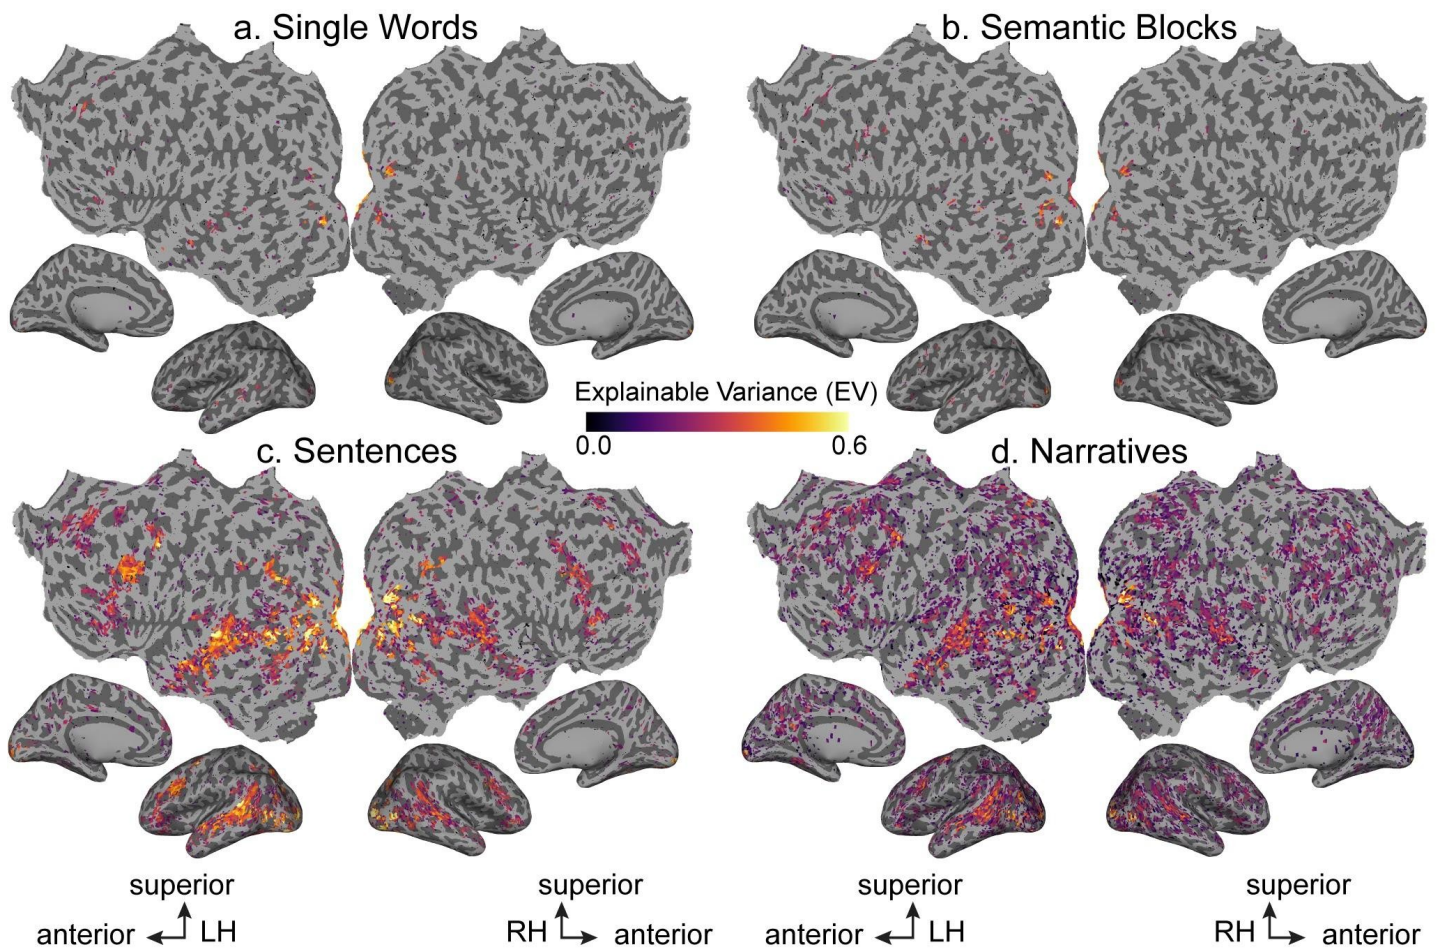 a. Single Words
b. Semantic Blocks
Explainable Variance (EV)
0.0
0.6
c. Sentences
d. Narratives
superior
anterior
LH
superior
RH
anterior
superior
anterior
LH
superior
RH
anterior